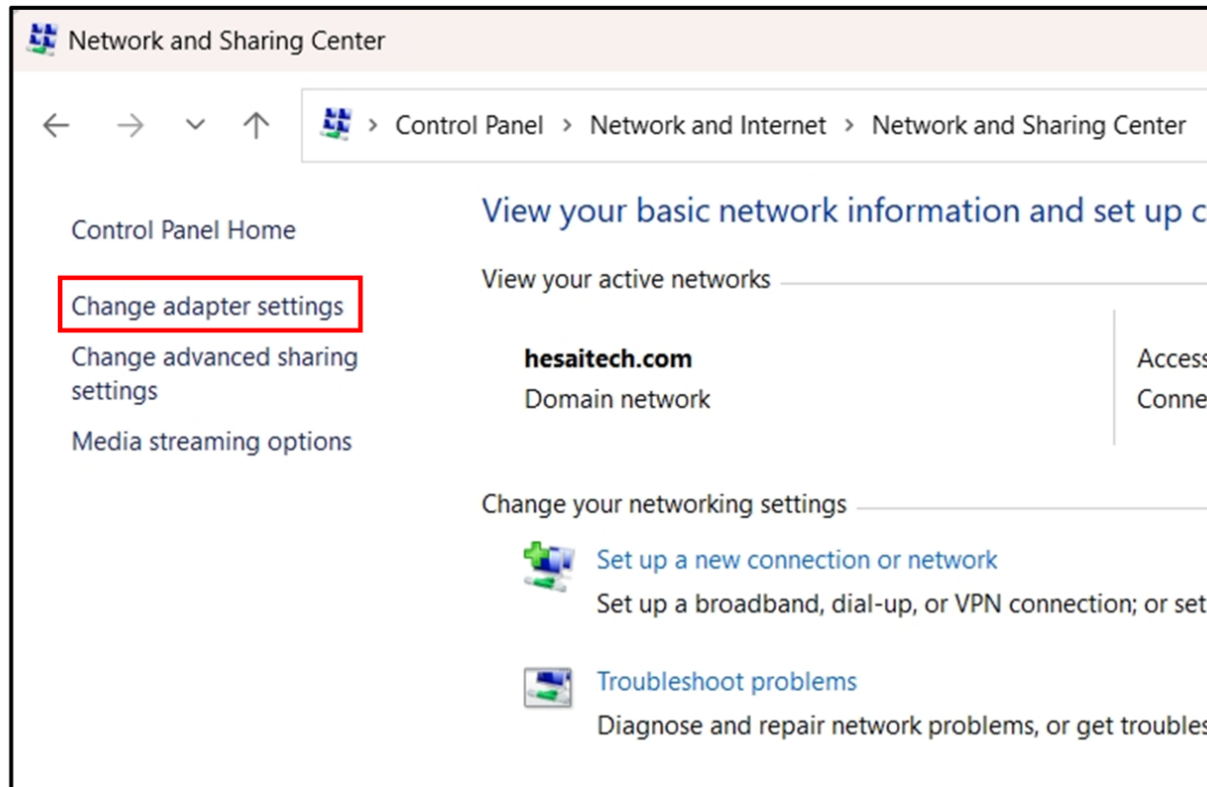 Network and Sharing Center
Control Panel > Network and Internet > Network and Sharing Center
Control Panel Home
Change adapter settings
Change advanced sharing
settings
Media streaming options
View your basic network information and set up c
View your active networks
hesaitech.com
Domain network
Access
Conne
Change your networking settings
Set up a new connection or network
Set up a broadband, dial-up, or VPN connection; or set
Troubleshoot problems
Diagnose and repair network problems, or get troubles